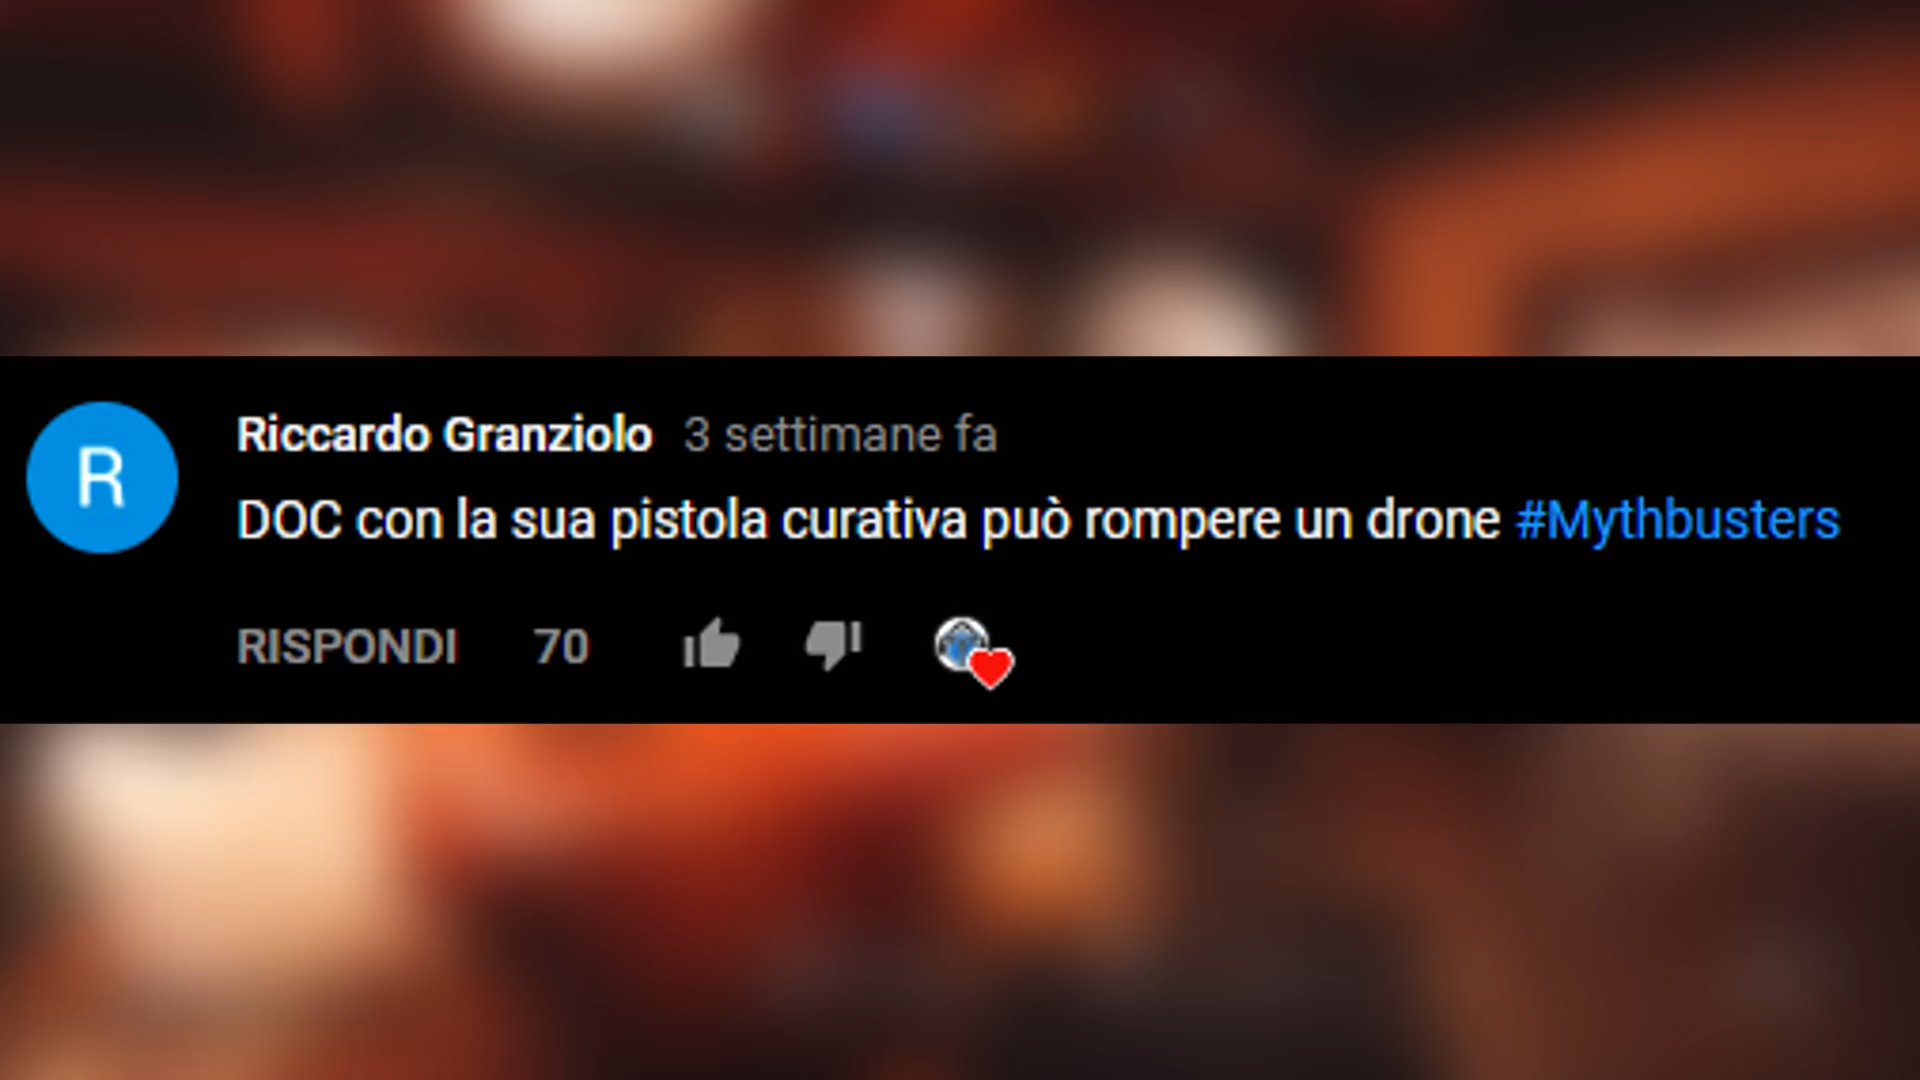 R
Riccardo Granziolo 3 settimane fa
DOC con la sua pistola curativa può rompere un drone #Mythbusters
RISPONDI 70